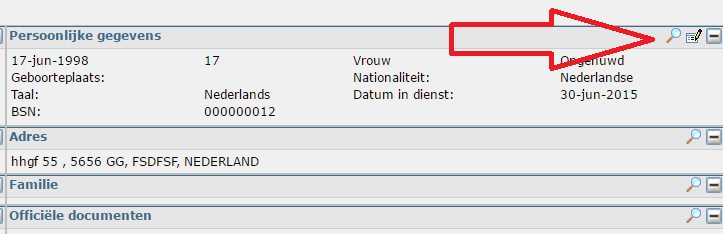 Persoonlijke gegevens
17-jun-1998 17 Vrouw Ongehuwd
Geboorteplaats: Nationaliteit: Nederlandse
Taal: Nederlands Datum in dienst: 30-jun-2015
BSN: 000000012
Adres
hhgf 55 , 5656 GG, FSDFSF, NEDERLAND
Familie
Officiële documenten